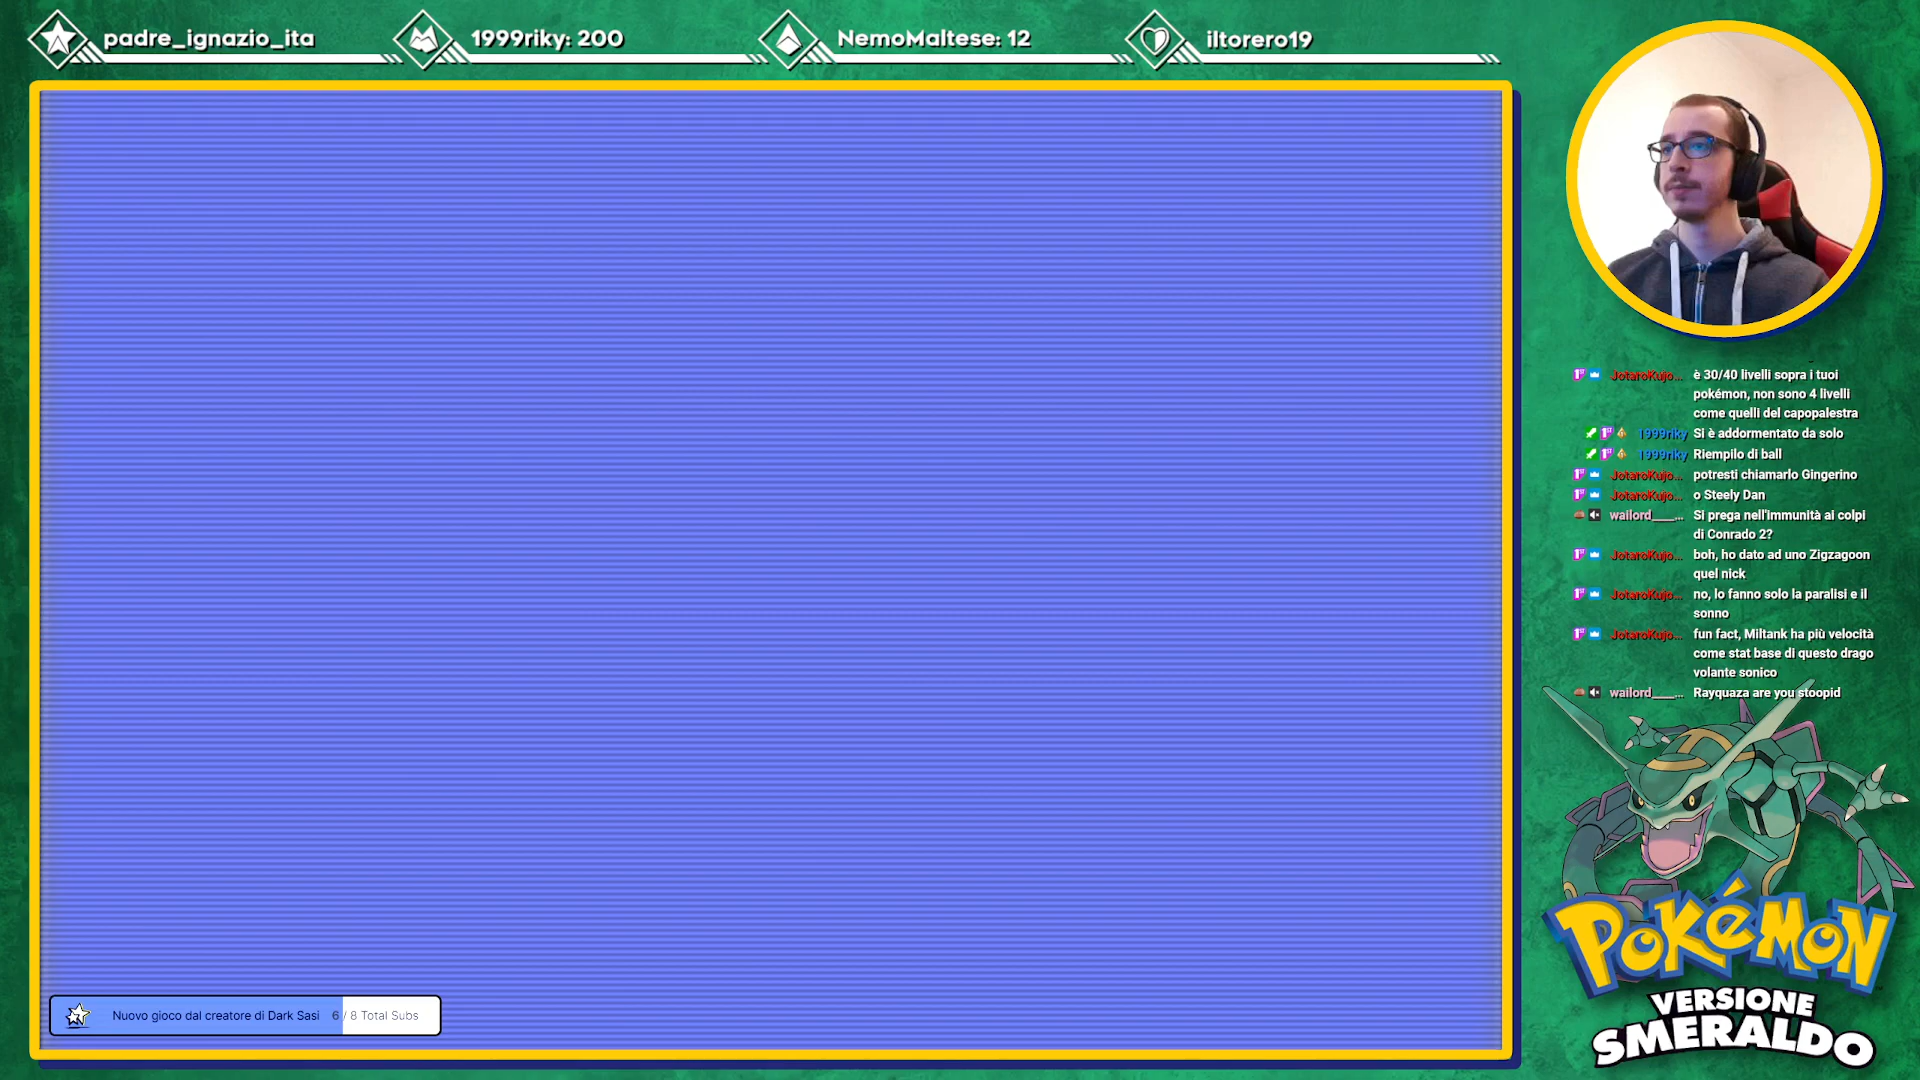 padre_ignazio_ita
1999riky: 200
NemoMaltese: 12
iltorero19
JotaroKujo... è 30/40 livelli sopra i tuoi
pokémon, non sono 4 livelli
come quelli del capopalestra
1999riky Si è addormentato da solo
1999riky Riempilo di ball
JotaroKujo... potresti chiamarlo Gingerino
JotaroKujo... o Steely Dan
wailord___... Si prega nell'immunità ai colpi
di Conrado 2?
JotaroKujo... boh, ho dato ad uno Zigzagoon
quel nick
JotaroKujo... no, lo fanno solo la paralisi e il
sonno
JotaroKujo... fun fact, Miltank ha più velocità
come stat base di questo drago
volante sonico
wailord___... Rayquaza are you stoopid
Pokémon
VERSIONE
SMERALDO
Nuovo gioco dal creatore di Dark Sasi 6 / 8 Total Subs